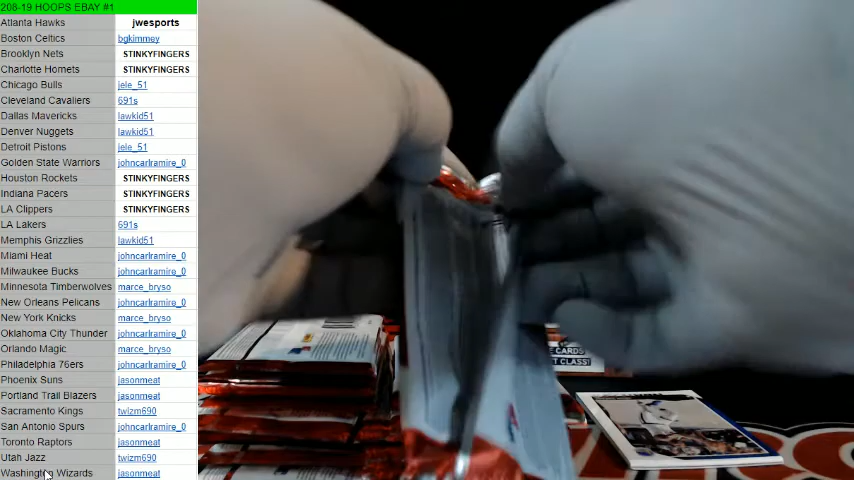 208-19 HOOPS EBAY #1
Atlanta Hawks jwesports
Boston Celtics bgkimmey
Brooklyn Nets STINKYFINGERS
Charlotte Hornets STINKYFINGERS
Chicago Bulls jele_51
Cleveland Cavaliers 691s
Dallas Mavericks lawkid51
Denver Nuggets lawkid51
Detroit Pistons jele_51
Golden State Warriors johncarlramire_0
Houston Rockets STINKYFINGERS
Indiana Pacers STINKYFINGERS
LA Clippers STINKYFINGERS
LA Lakers 691s
Memphis Grizzlies lawkid51
Miami Heat johncarlramire_0
Milwaukee Bucks johncarlramire_0
Minnesota Timberwolves marce_bryso
New Orleans Pelicans johncarlramire_0
New York Knicks marce_bryso
Oklahoma City Thunder johncarlramire_0
Orlando Magic marce_bryso
Philadelphia 76ers johncarlramire_0
Phoenix Suns jasonmeat
Portland Trail Blazers jasonmeat
Sacramento Kings twizm690
San Antonio Spurs johncarlramire_0
Toronto Raptors jasonmeat
Utah Jazz twizm690
Washington Wizards jasonmeat
CARDS
T CLASS!